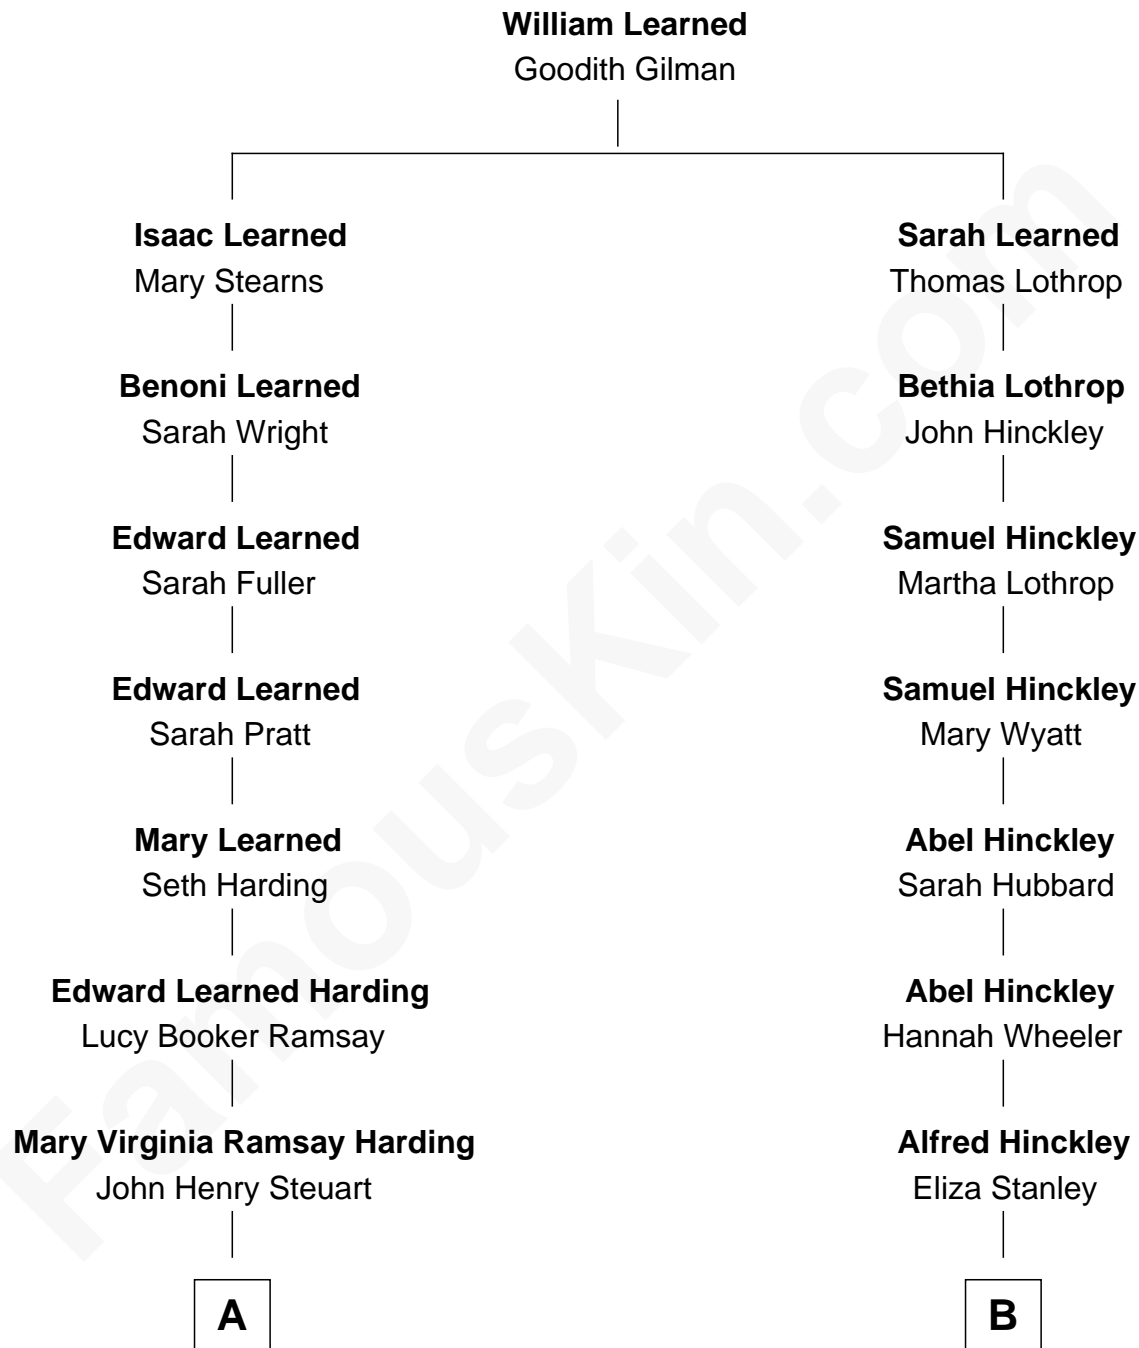 William Learned
Goodith Gilman
Isaac Learned
Mary Stearns
Sarah Learned
Thomas Lothrop
Benoni Learned
Sarah Wright
Bethia Lothrop
John Hinckley
Edward Learned
Sarah Fuller
Samuel Hinckley
Martha Lothrop
Edward Learned
Sarah Pratt
Samuel Hinckley
Mary Wyatt
Mary Learned
Seth Harding
Abel Hinckley
Sarah Hubbard
Edward Learned Harding
Lucy Booker Ramsay
Abel Hinckley
Hannah Wheeler
Mary Virginia Ramsay Harding
John Henry Steuart
Alfred Hinckley
Eliza Stanley
A
B
FamousKin.com